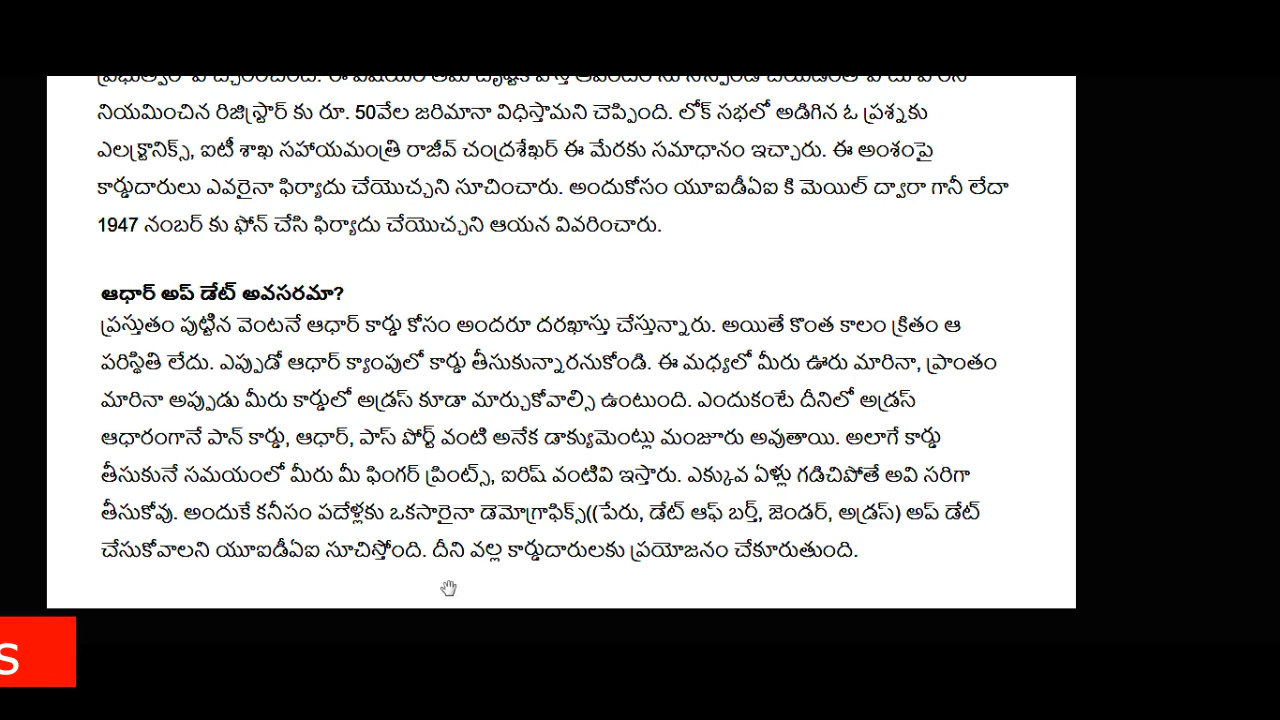 నియమించిన రిజిస్ట్రార్ కు రూ. 50వేల జరిమానా విధిస్తామని చెప్పింది. లోక్ సభలో అడిగిన ఓ ప్రశ్నకు
ఎలక్ట్రానిక్స్, ఐటీ శాఖ సహాయమంత్రి రాజీవ్ చంద్రశేఖర్ ఈ మేరకు సమాధానం ఇచ్చారు. ఈ అంశంపై
కార్డుదారులు ఎవరైనా ఫిర్యాదు చేయొచ్చని సూచించారు. అందుకోసం యూఐడీఏఐ కి మెయిల్ ద్వారా గానీ లేదా
1947 నంబర్ కు ఫోన్ చేసి ఫిర్యాదు చేయొచ్చని ఆయన వివరించారు.
ఆధార్ అప్ డేట్ అవసరమా?
ప్రస్తుతం పుట్టిన వెంటనే ఆధార్ కార్డు కోసం అందరూ దరఖాస్తు చేస్తున్నారు. అయితే కొంత కాలం క్రితం ఆ
పరిస్థితి లేదు. ఎప్పుడో ఆధార్ క్యాంపులో కార్డు తీసుకున్నారనుకోండి. ఈ మధ్యలో మీరు ఊరు మారినా, ప్రాంతం
మారినా అప్పుడు మీరు కార్డులో అడ్రస్ కూడా మార్చుకోవాల్సి ఉంటుంది. ఎందుకంటే దీనిలో అడ్రస్
ఆధారంగానే పాన్ కార్డు, ఆధార్, పాస్ పోర్ట్ వంటి అనేక డాక్యుమెంట్లు మంజూరు అవుతాయి. అలాగే కార్డు
తీసుకునే సమయంలో మీరు మీ ఫింగర్ ప్రింట్స్, ఐరిష్ వంటివి ఇస్తారు. ఎక్కువ ఏళ్లు గడిచిపోతే అవి సరిగా
తీసుకోవు. అందుకే కనీసం పదేళ్లకు ఒకసారైనా డెమోగ్రాఫిక్స్((పేరు, డేట్ ఆఫ్ బర్త్, జెండర్, అడ్రస్) అప్ డేట్
చేసుకోవాలని యూఐడీఏఐ సూచిస్తోంది. దీని వల్ల కార్డుదారులకు ప్రయోజనం చేకూరుతుంది.
s